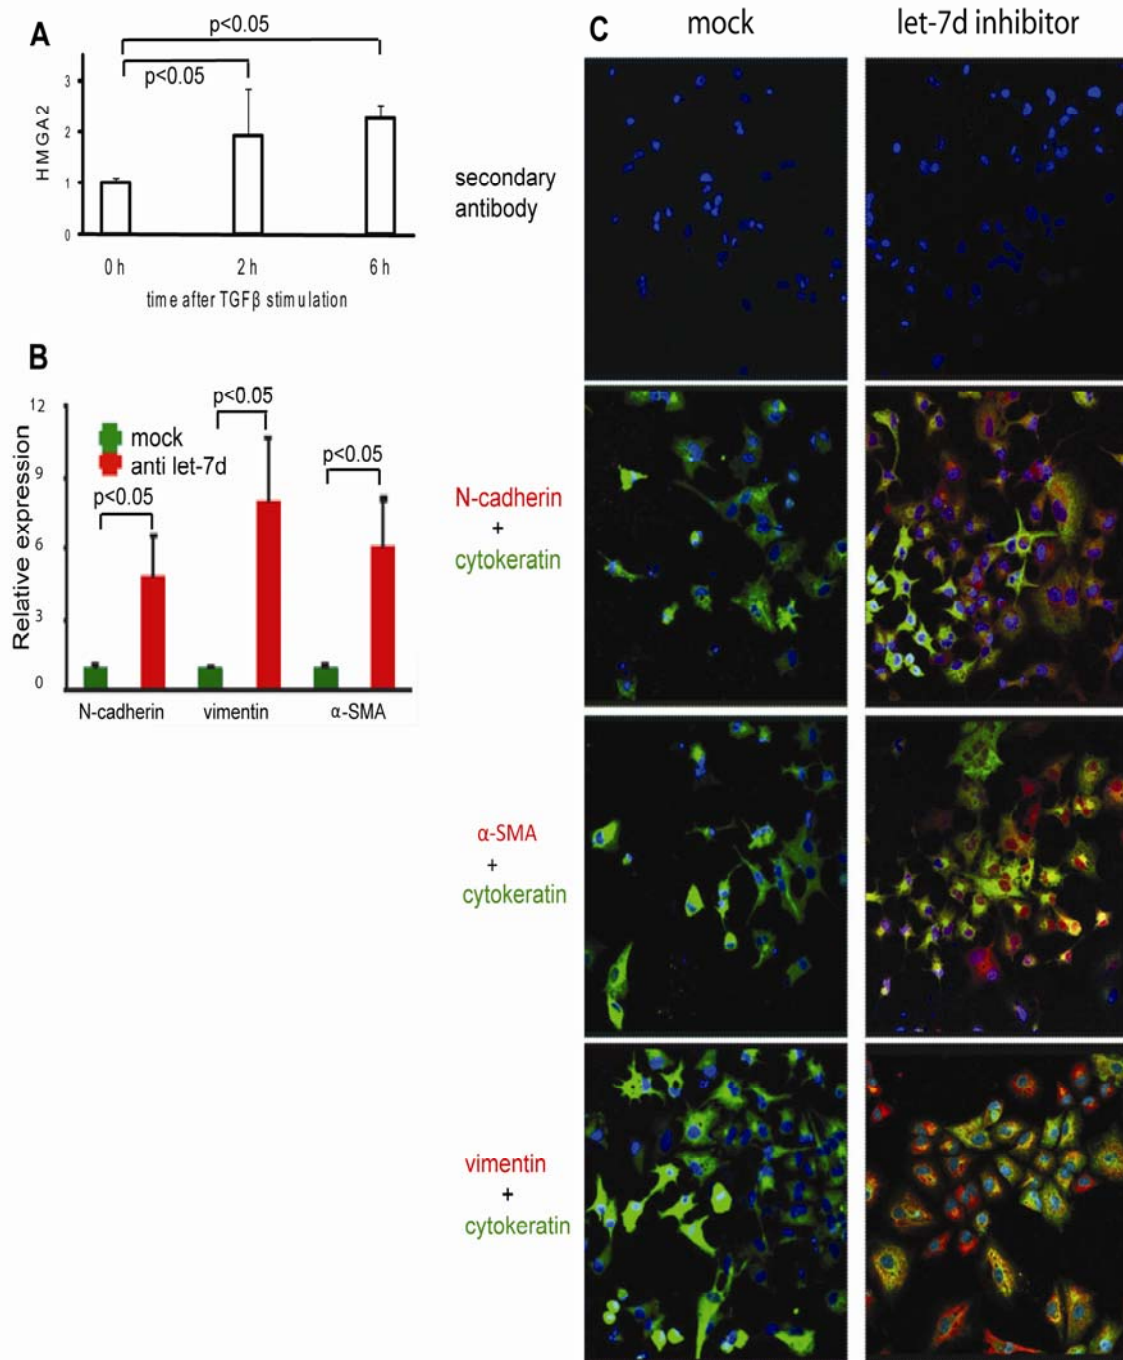 A
p<0.05
p<0.05
3
2
1
0
HMGA2
0 h
2 h
6 h
time after TGFβ stimulation
B
12
9
6
3
0
Relative expression
mock
anti let-7d
p<0.05
p<0.05
p<0.05
N-cadherin
vimentin
α-SMA
C
mock
let-7d inhibitor
secondary
antibody
N-cadherin
+
cytokeratin
α-SMA
+
cytokeratin
vimentin
+
cytokeratin